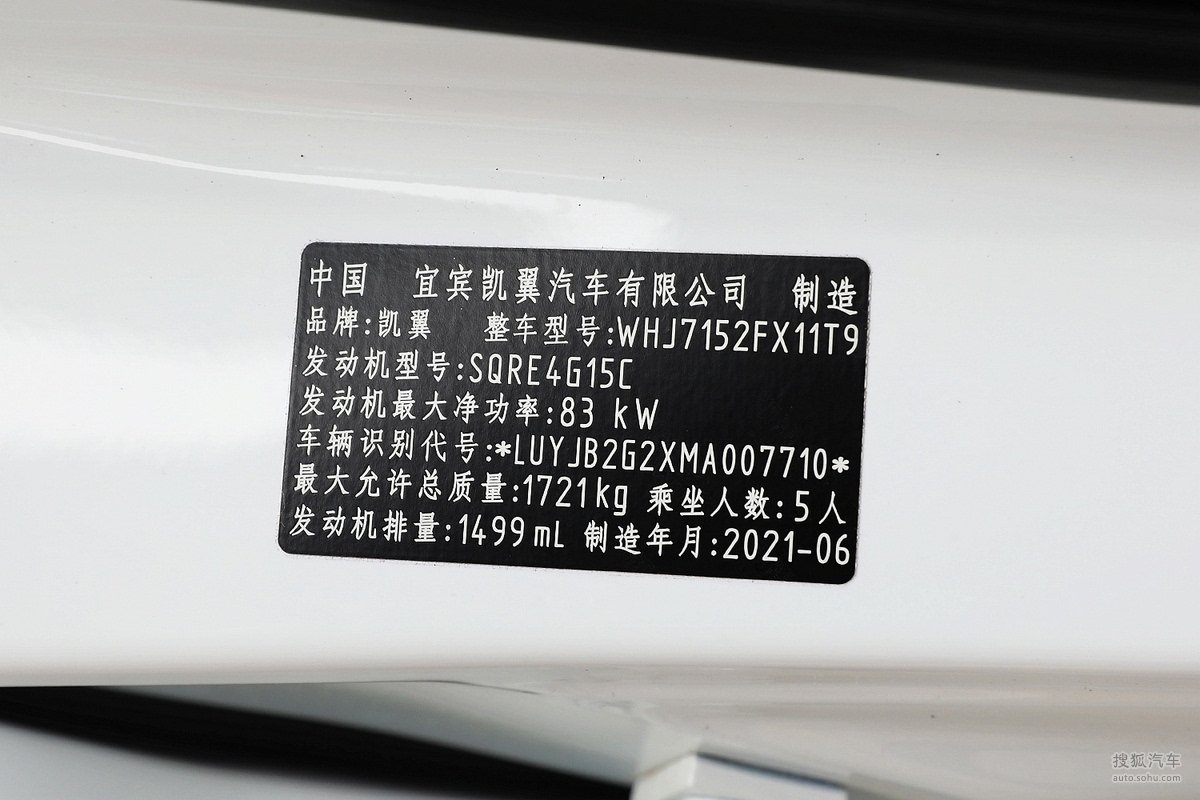 中国 宜宾凯翼汽车有限公司 制造
品牌:凯翼 整车型号:WHJ7152FX11T9
发动机型号:SQRE4G15C
发动机最大净功率:83 kW
车辆识别代号:*LUYJB2G2XMA007710*
最大允许总质量:1721kg 乘坐人数:5人
发动机排量:1499mL 制造年月:2021-06
搜狐汽车
auto.sohu.com